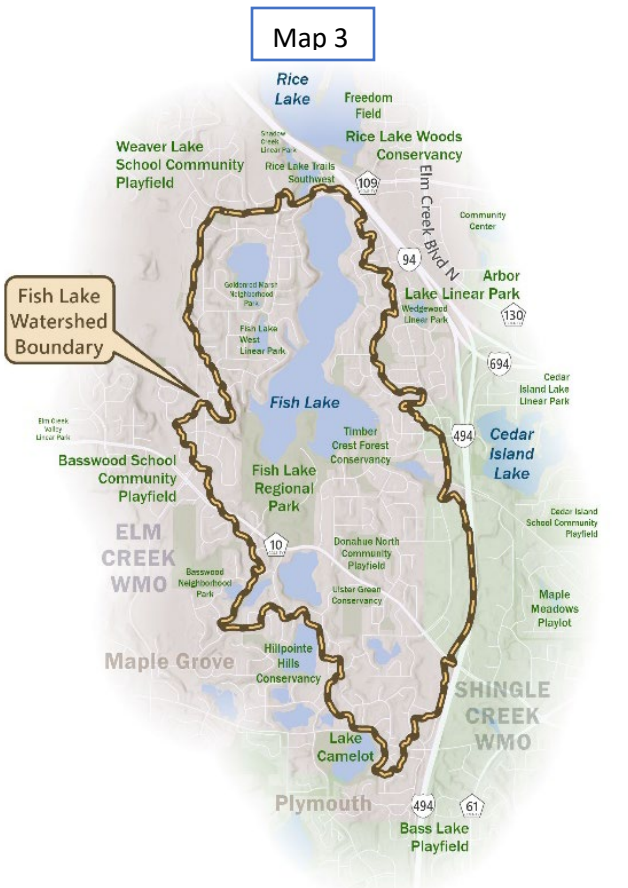 Map 3
Rice
Lake
Freedom
Field
Shadow
Creek
Linear Park
Rice Lake Woods
Conservancy
Weaver Lake
School Community
Playfield
Rice Lake Trails
Southwest
109
Elm Creek Blvd N
Community
Center
94
Arbor
Lake Linear Park
Goldenrod Marsh
Neighborhood
Park
Wedgewood
Linear Park
130
Fish Lake
Watershed
Boundary
Fish Lake
West
Linear Park
694
Cedar
Island Lake
Linear Park
Fish Lake
Elm Creek
Valley
Linear Park
Timber
Crest Forest
Conservancy
494
Cedar
Island
Lake
Basswood School
Community
Playfield
Fish Lake
Regional
Park
Cedar Island
School Community
Playfield
ELM
CREEK
WMO
10
Donahue North
Community
Playfield
Basswood
Neighborhood
Park
Ulster Green
Conservancy
Maple
Meadows
Playlot
Maple Grove
Hillpointe
Hills
Conservancy
SHINGLE
CREEK
WMO
Lake
Camelot
Plymouth
494
61
Bass Lake
Playfield